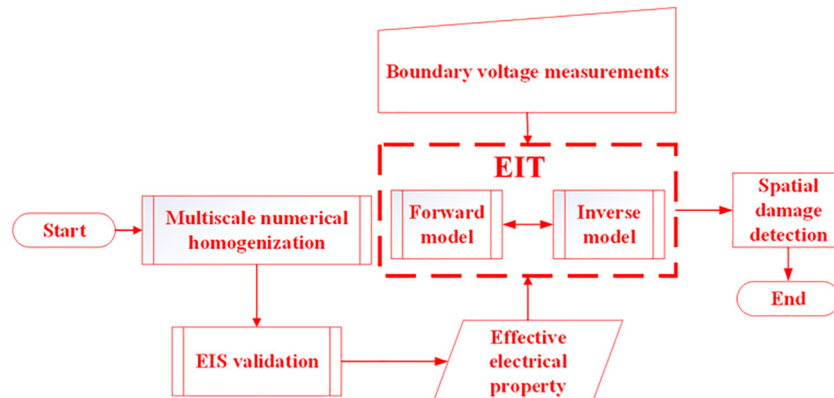 Boundary voltage measurements
EIT
Start
Multiscale numerical
homogenization
Forward
model
Inverse
model
Spatial
damage
detection
End
EIS validation
Effective
electrical
property